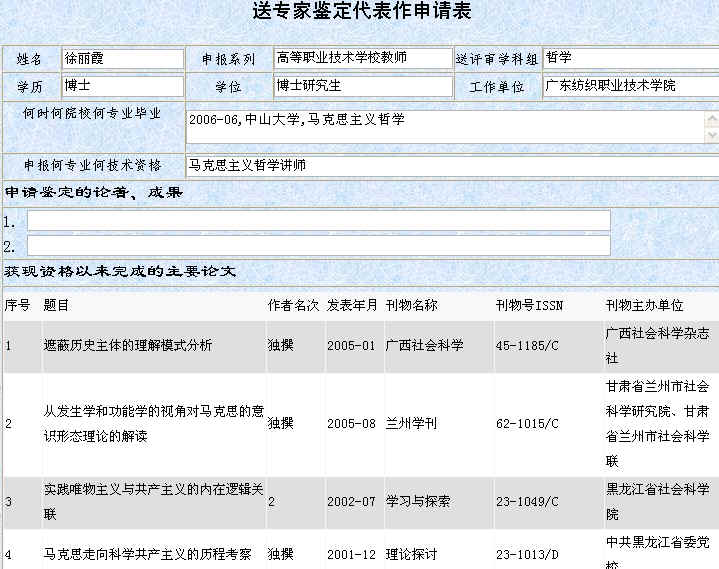 送专家鉴定代表作申请表
姓名 徐丽霞 申报系列 高等职业技术学校教师 送评审学科组 哲学
学历 博士 学位 博士研究生 工作单位 广东纺织职业技术学院
何时何院校何专业毕业 2006-06,中山大学,马克思主义哲学
申报何专业何技术资格 马克思主义哲学讲师
申请鉴定的论著、成果
1.
2.
获现资格以来完成的主要论文
序号 题目 作者名次 发表年月 刊物名称 刊物号ISSN 刊物主办单位
1 遮蔽历史主体的理解模式分析 独撰 2005-01 广西社会科学 45-1185/C 广西社会科学杂志
社
2 从发生学和功能学的视角对马克思的意
识形态理论的解读 独撰 2005-08 兰州学刊 62-1015/C 甘肃省兰州市社会
科学研究院、甘肃
省兰州市社会科学
联
3 实践唯物主义与共产主义的内在逻辑关
联 2 2002-07 学习与探索 23-1049/C 黑龙江省社会科学
院
4 马克思走向科学共产主义的历程考察 独撰 2001-12 理论探讨 23-1013/D 中共黑龙江省委党
校